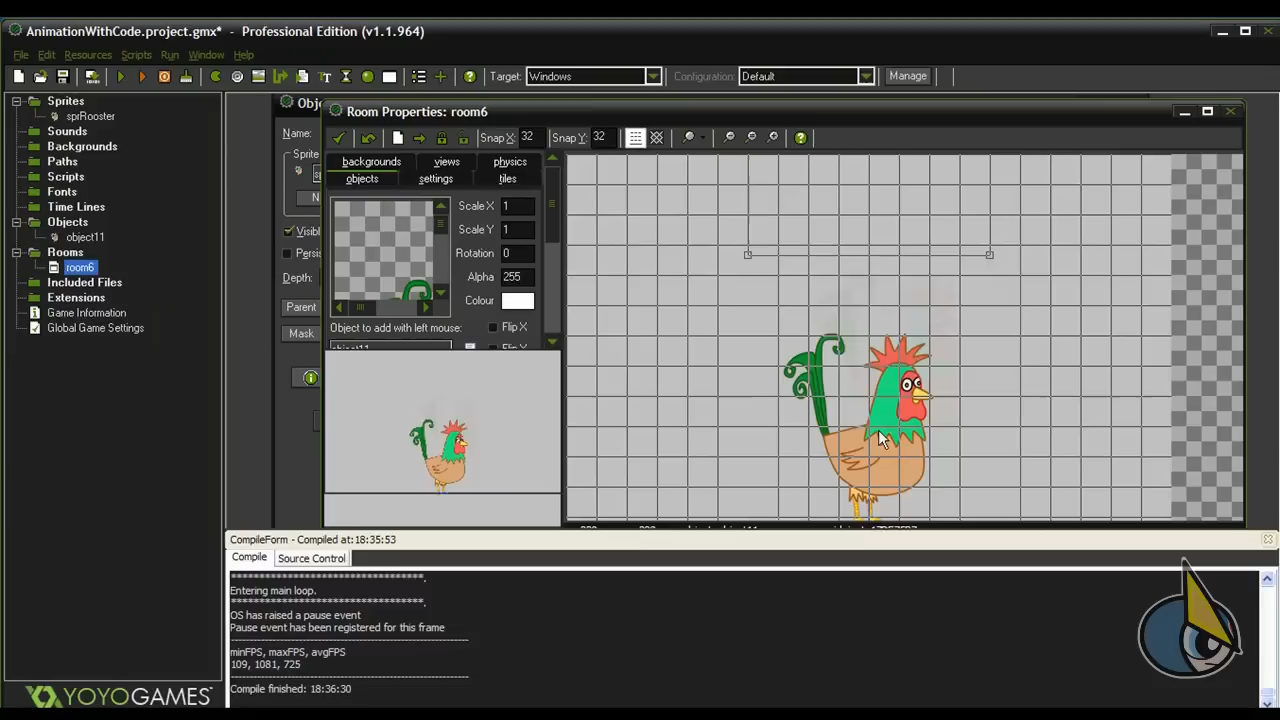 AnimationWithCode.project.gmx* - Professional Edition (v1.1.964)
File Edit Resources Scripts Run Window Help
Target: Windows Configuration: Default Manage
Sprites
sprRooster
Sounds
Backgrounds
Paths
Scripts
Fonts
Time Lines
Objects
object11
Rooms
room6
Included Files
Extensions
Game Information
Global Game Settings
Obje
Name:
Sprite
Visibl
Persis
Depth:
Parent
Mask
Room Properties: room6
Snap X: 32 Snap Y: 32
backgrounds views physics
objects settings tiles
Scale X 1
Scale Y 1
Rotation 0
Alpha 255
Colour
Object to add with left mouse: Flip X
object11 Flip Y
CompileForm - Compiled at:18:35:53
Compile Source Control
**********************************.
Entering main loop.
**********************************.
OS has raised a pause event
Pause event has been registered for this frame
minFPS, maxFPS, avgFPS
109, 1081, 725
Compile finished: 18:36:30
YOYOGAMES